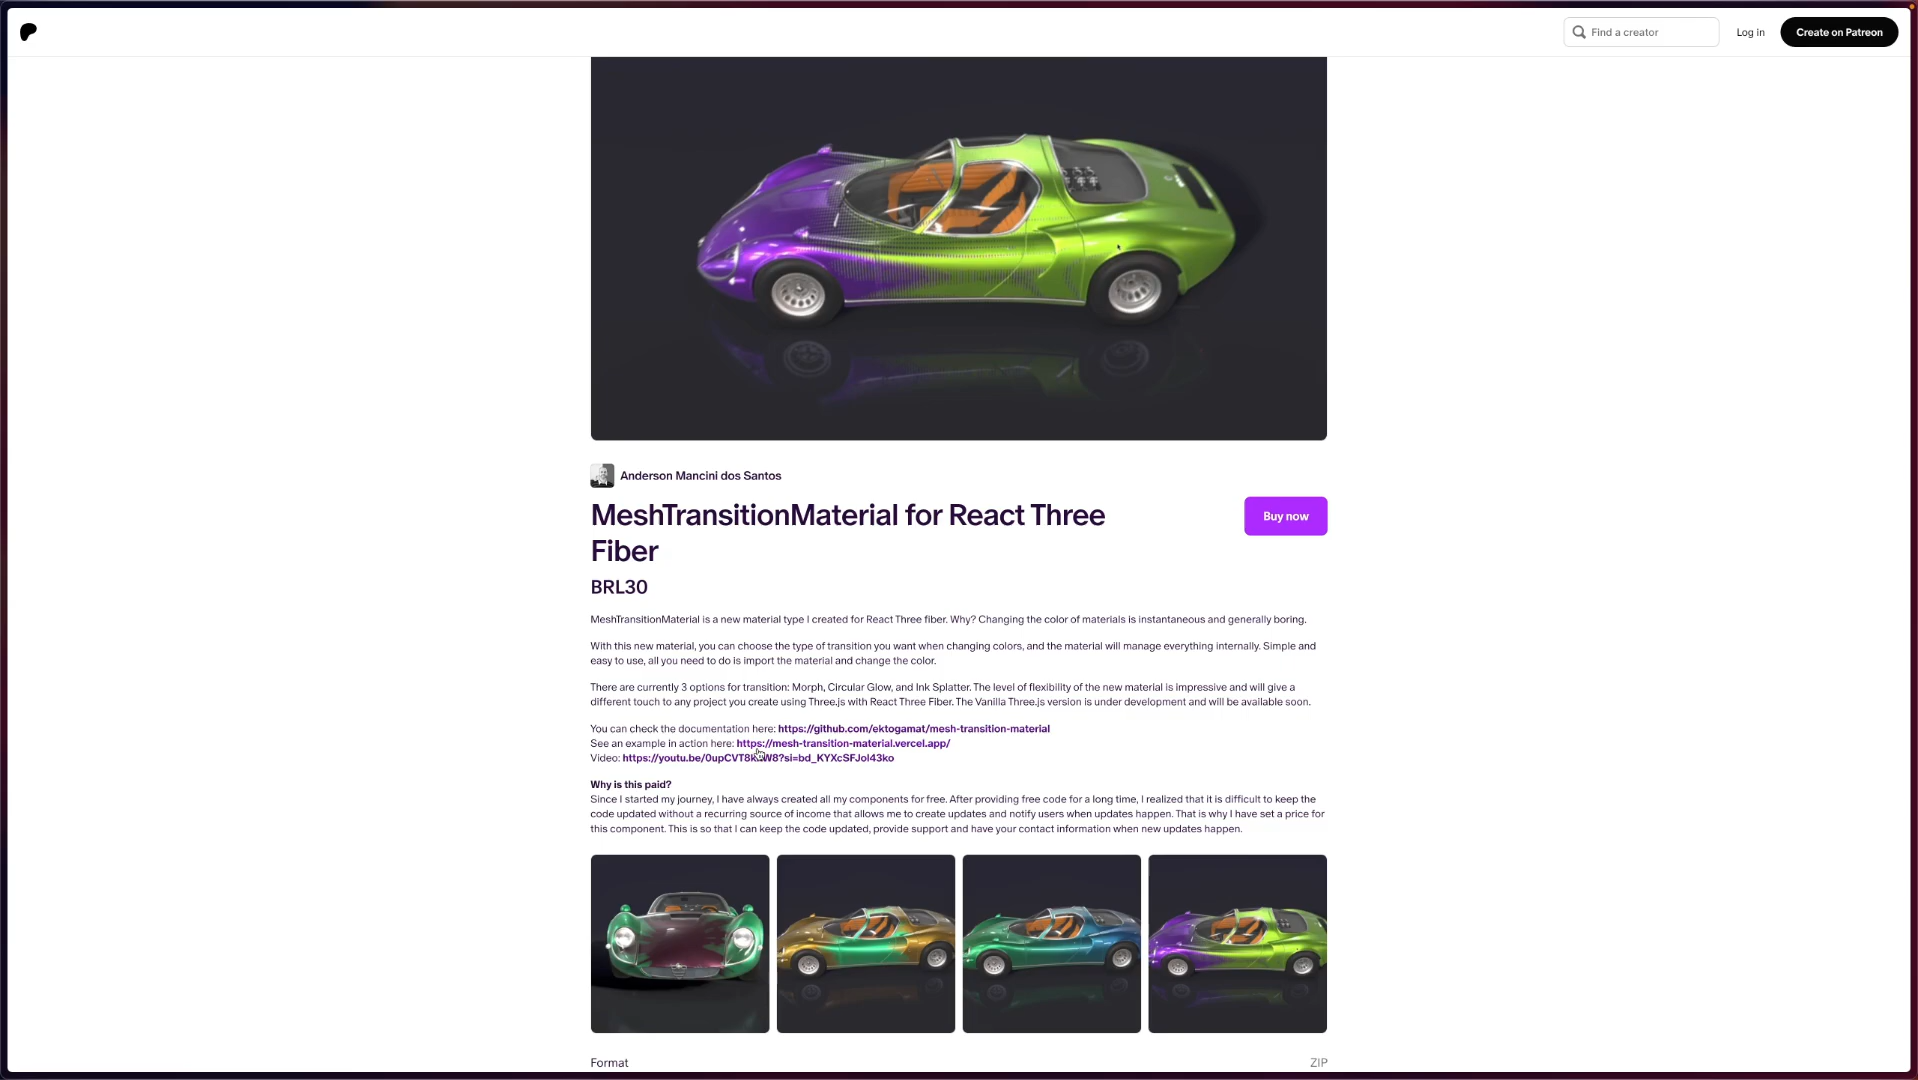 Find a creator
Log in
Create on Patreon
Anderson Mancini dos Santos
MeshTransitionMaterial for React Three
Fiber
Buy now
BRL30
MeshTransitionMaterial is a new material type I created for React Three fiber. Why? Changing the color of materials is instantaneous and generally boring.
With this new material, you can choose the type of transition you want when changing colors, and the material will manage everything internally. Simple and
easy to use, all you need to do is import the material and change the color.
There are currently 3 options for transition: Morph, Circular Glow, and Ink Splatter. The level of flexibility of the new material is impressive and will give a
different touch to any project you create using Three.js with React Three Fiber. The Vanilla Three.js version is under development and will be available soon.
You can check the documentation here: https://github.com/ektogamat/mesh-transition-material
See an example in action here: https://mesh-transition-material.vercel.app/
Video:
Why is this paid?
Since I started my journey, I have always created all my components for free. After providing free code for a long time, I realized that it is difficult to keep the
code updated without a recurring source of income that allows me to create updates and notify users when updates happen. That is why I have set a price for
this component. This is so that I can keep the code updated, provide support and have your contact information when new updates happen.
Format
ZIP